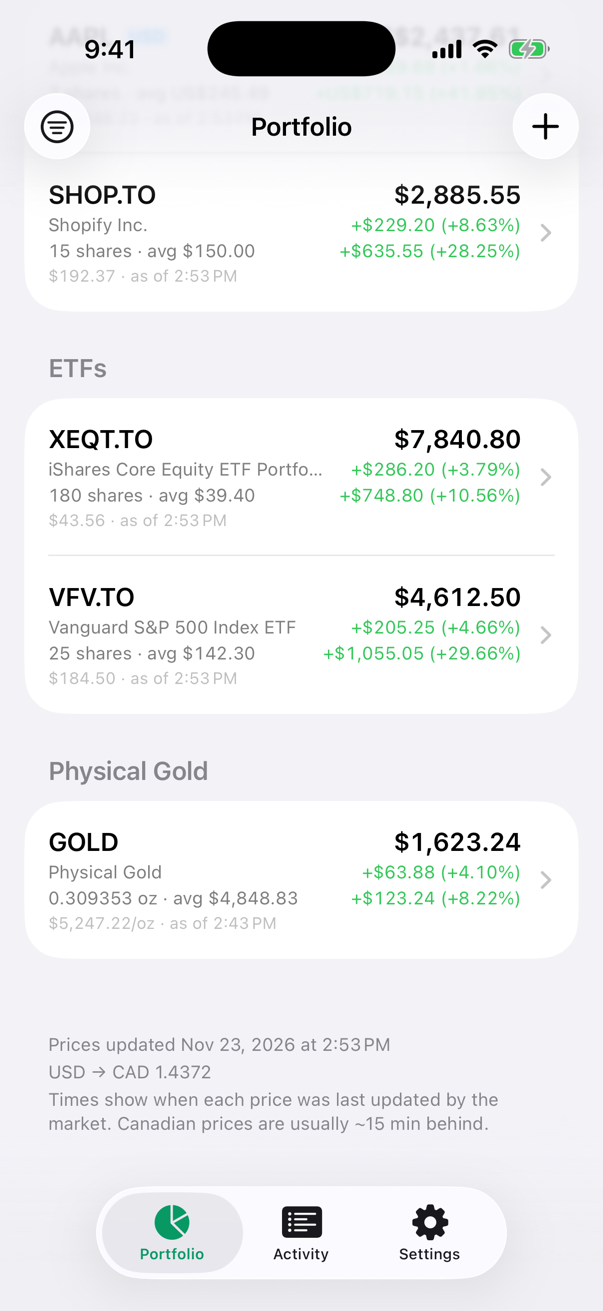 9:41
Portfolio
SHOP.TO
$2,885.55
Shopify Inc.
+$229.20 (+8.63%)
15 shares · avg $150.00
+$635.55 (+28.25%)
$192.37 · as of 2:53 PM
ETFs
XEQT.TO
$7,840.80
iShares Core Equity ETF Portfo...
+$286.20 (+3.79%)
180 shares · avg $39.40
+$748.80 (+10.56%)
$43.56 · as of 2:53 PM
VFV.TO
$4,612.50
Vanguard S&P 500 Index ETF
+$205.25 (+4.66%)
25 shares · avg $142.30
+$1,055.05 (+29.66%)
$184.50 · as of 2:53 PM
Physical Gold
GOLD
$1,623.24
Physical Gold
+$63.88 (+4.10%)
0.309353 oz · avg $4,848.83
+$123.24 (+8.22%)
$5,247.22/oz · as of 2:43 PM
Prices updated Nov 23, 2026 at 2:53 PM
USD → CAD 1.4372
Times show when each price was last updated by the
market. Canadian prices are usually ~15 min behind.
Portfolio
Activity
Settings